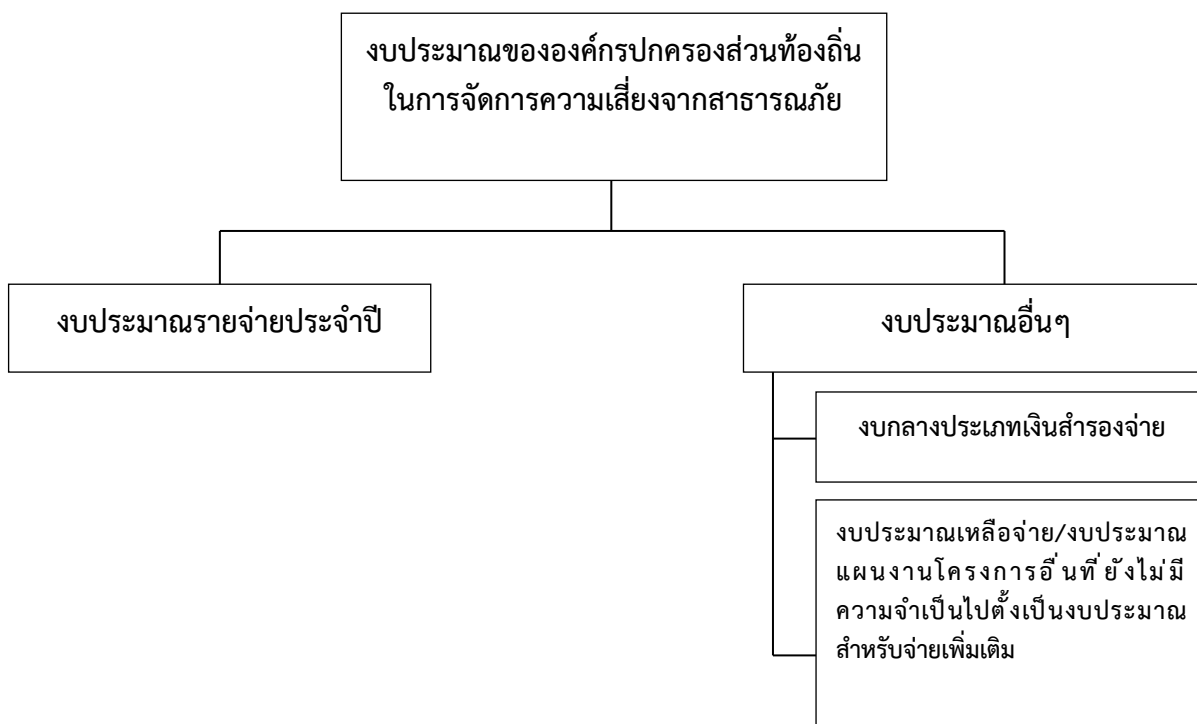 งบประมาณขององค์กรปกครองส่วนท้องถิ่น
ในการจัดการความเสี่ยงจากสาธารณภัย
งบประมาณรายจ่ายประจำปี
งบประมาณอื่นๆ
งบกลางประเภทเงินสำรองจ่าย
งบประมาณเหลือจ่าย/งบประมาณ
แผนงานโครงการอื่นที่ยังไม่มี
ความจำเป็นไปตั้งเป็นงบประมาณ
สำหรับจ่ายเพิ่มเติม